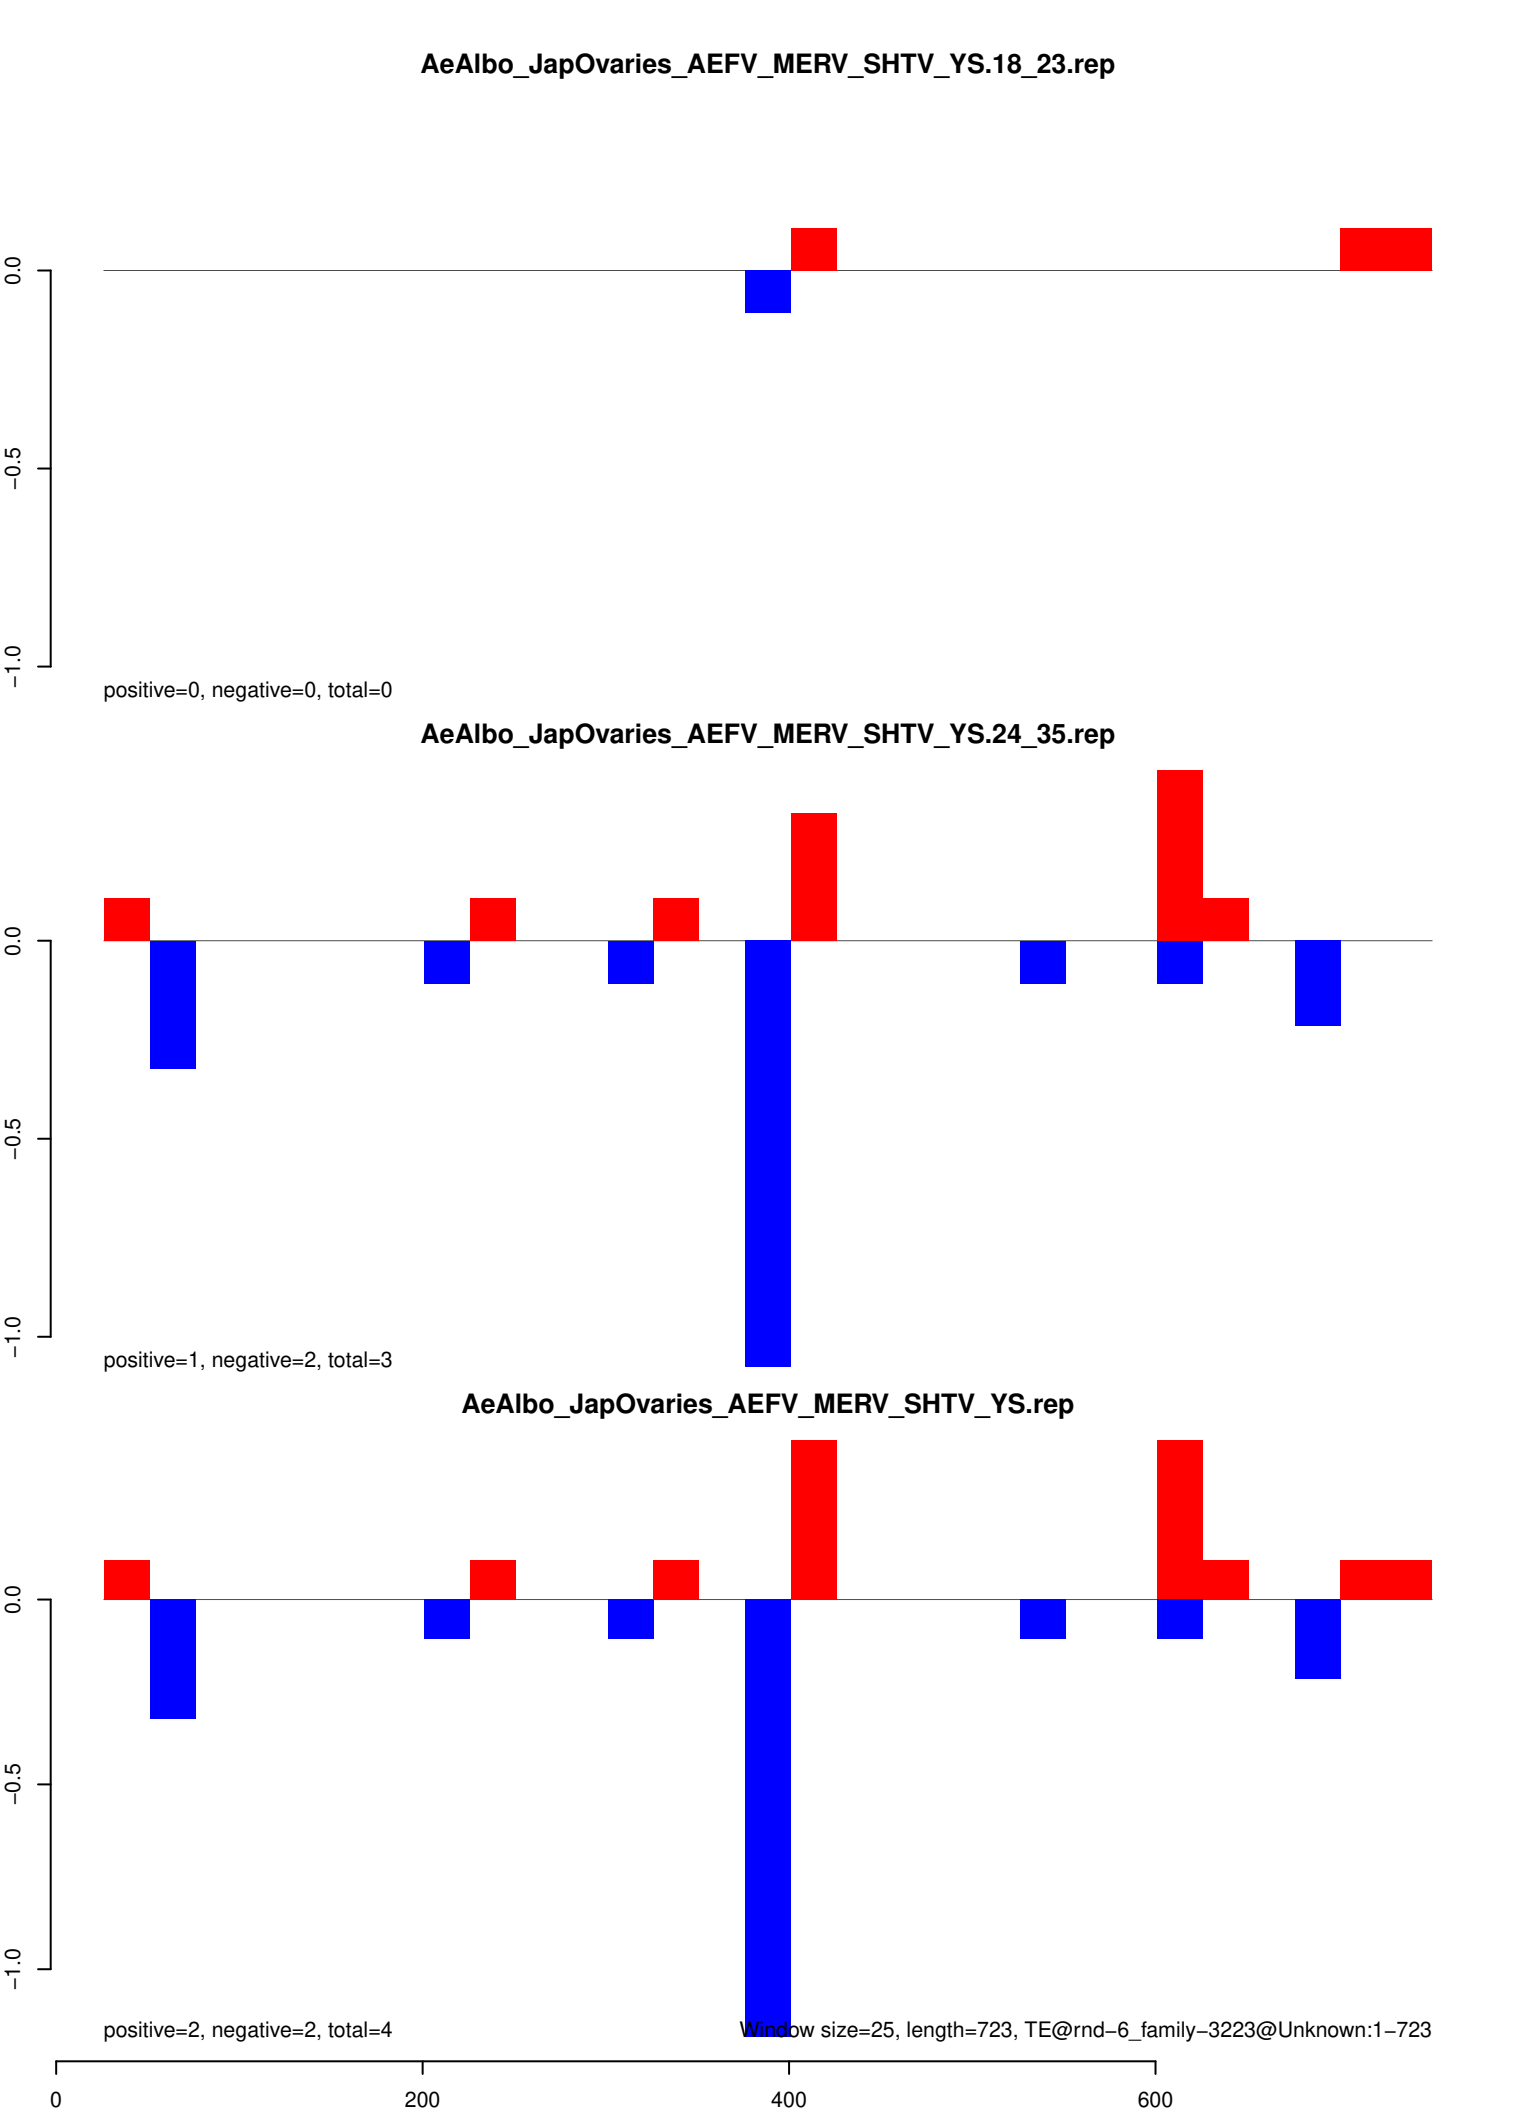 AeAlbo_JapOvaries_AEFV_MERV_SHTV_YS.18_23.rep
0.0
−0.5
−1.0
positive=0, negative=0, total=0
AeAlbo_JapOvaries_AEFV_MERV_SHTV_YS.24_35.rep
0.0
−0.5
−1.0
positive=1, negative=2, total=3
AeAlbo_JapOvaries_AEFV_MERV_SHTV_YS.rep
0.0
−0.5
−1.0
positive=2, negative=2, total=4
Window size=25, length=723, TE@rnd−6_family−3223@Unknown:1−723
0 200 400 600